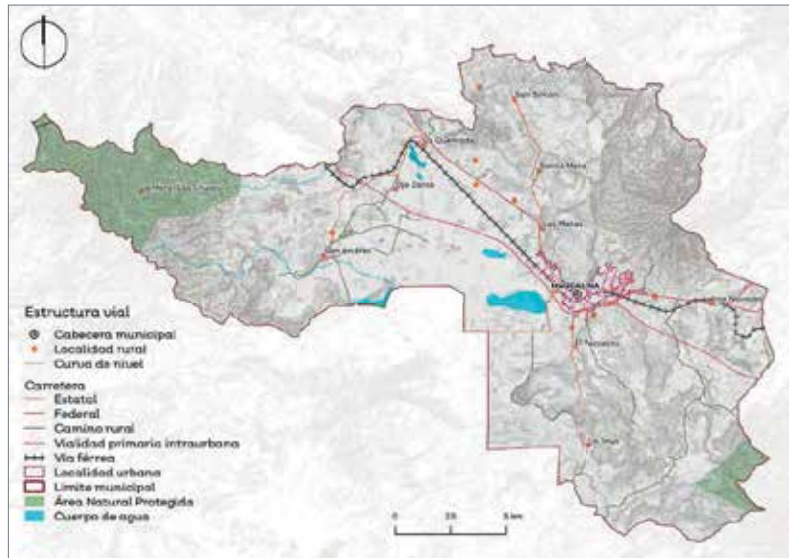 San Simón
Quemada
Santa María
San Andrés
MAGDALENA
Estructura vial
Cabecera municipal
Localidad rural
Curva de nivel
Carretera
Estatal
Federal
Camino rural
Vialidad primaria intraurbana
Vía férrea
Localidad urbana
Límite municipal
Área Natural Protegida
Cuerpo de agua
0 2.5 5 km